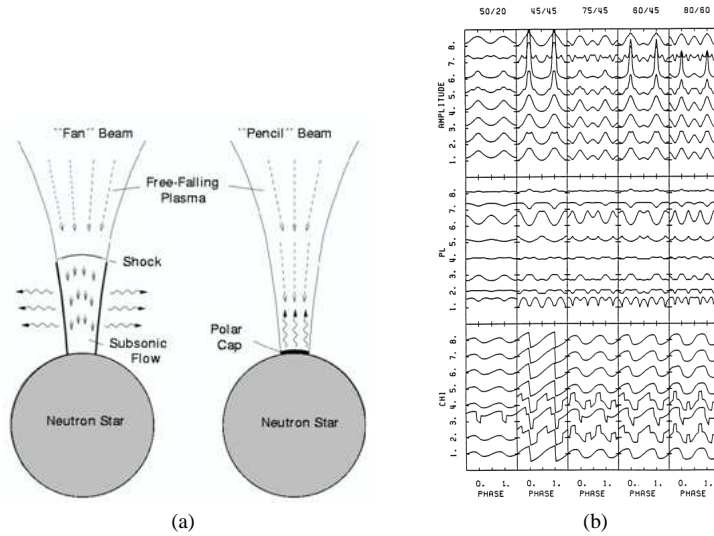 "Fan" Beam
"Pencil" Beam
Free-Falling
Plasma
Shock
Subsonic
Flow
Polar
Cap
Neutron Star
Neutron Star
(a)
50/20 45/45 75/45 60/45 80/60
AMPLITUDE
1. 2. 3. 4. 5. 6. 7. 8.
PL
1. 2. 3. 4. 5. 6. 7. 8.
CHI
1. 2. 3. 4. 5. 6. 7. 8.
0. 1. 0. 1. 0. 1. 0. 1. 0. 1.
PHASE PHASE PHASE PHASE PHASE
(b)